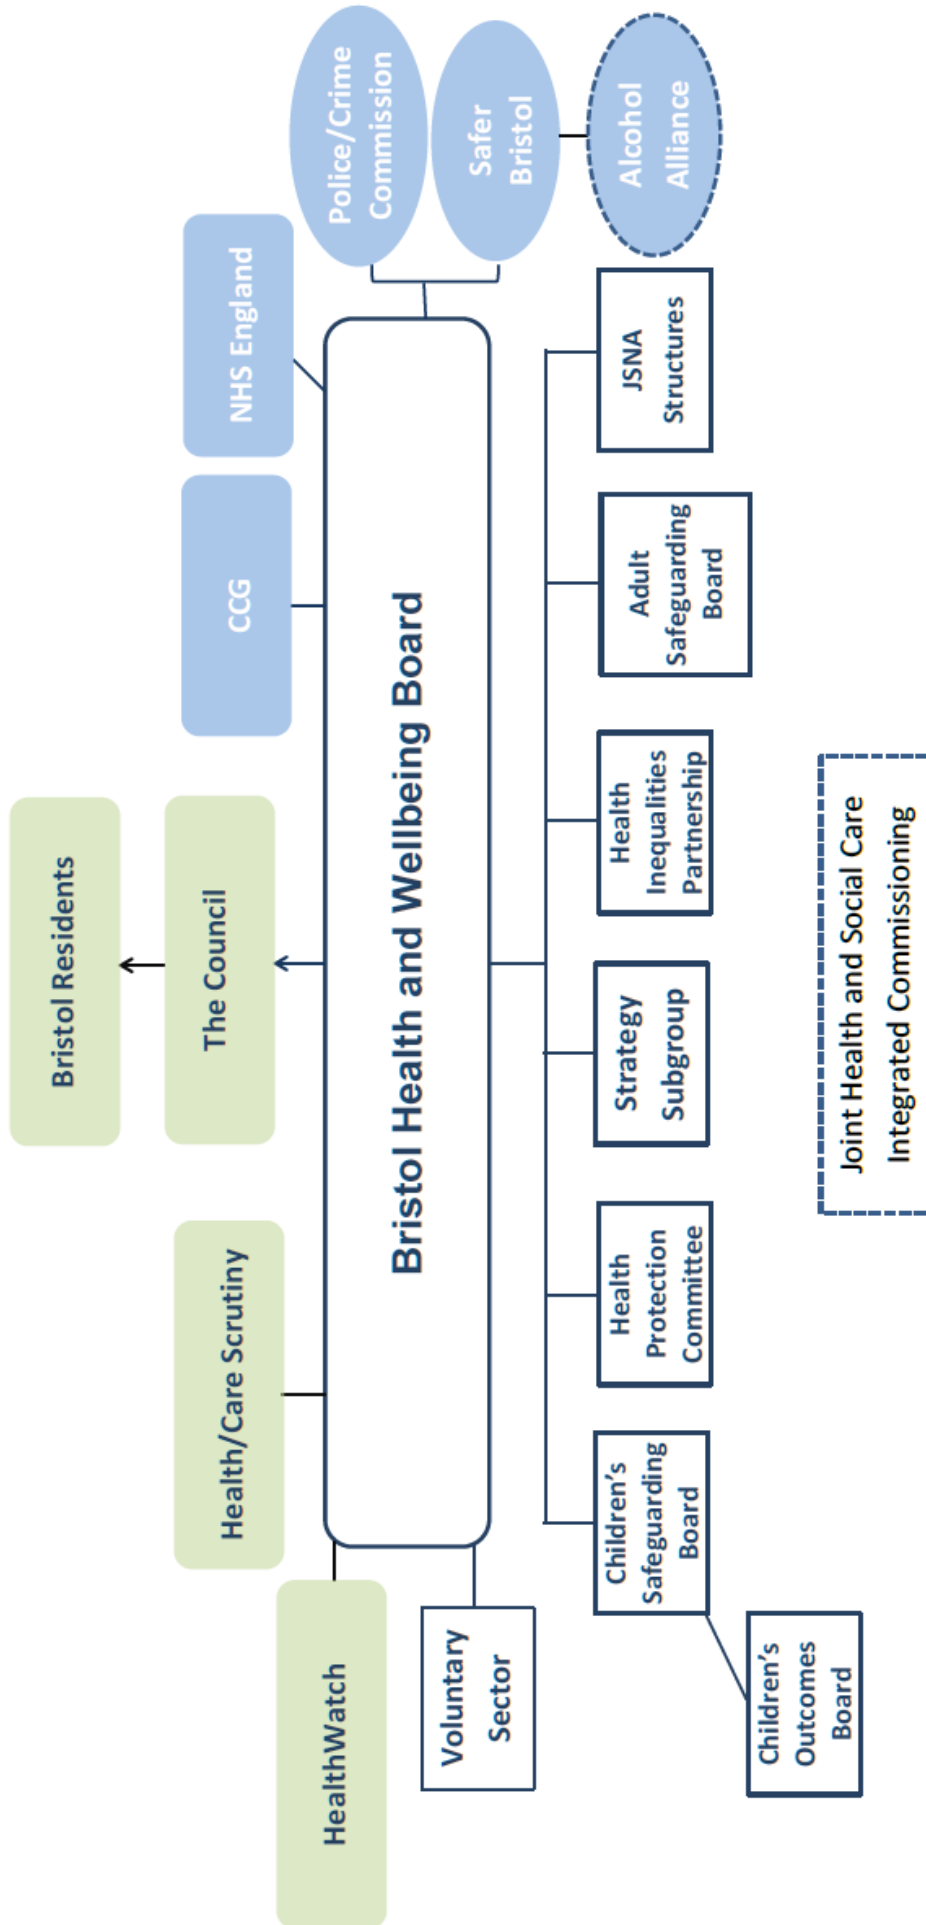 Bristol Residents
The Council
Health/Care Scrutiny
HealthWatch
CCG
NHS England
Police/Crime
Commission
Safer
Bristol
Alcohol
Alliance
Bristol Health and Wellbeing Board
Voluntary
Sector
Children’s
Safeguarding
Board
Health
Protection
Committee
Strategy
Subgroup
Health
Inequalities
Partnership
Adult
Safeguarding
Board
JSNA
Structures
Children’s
Outcomes
Board
Joint Health and Social Care
Integrated Commissioning